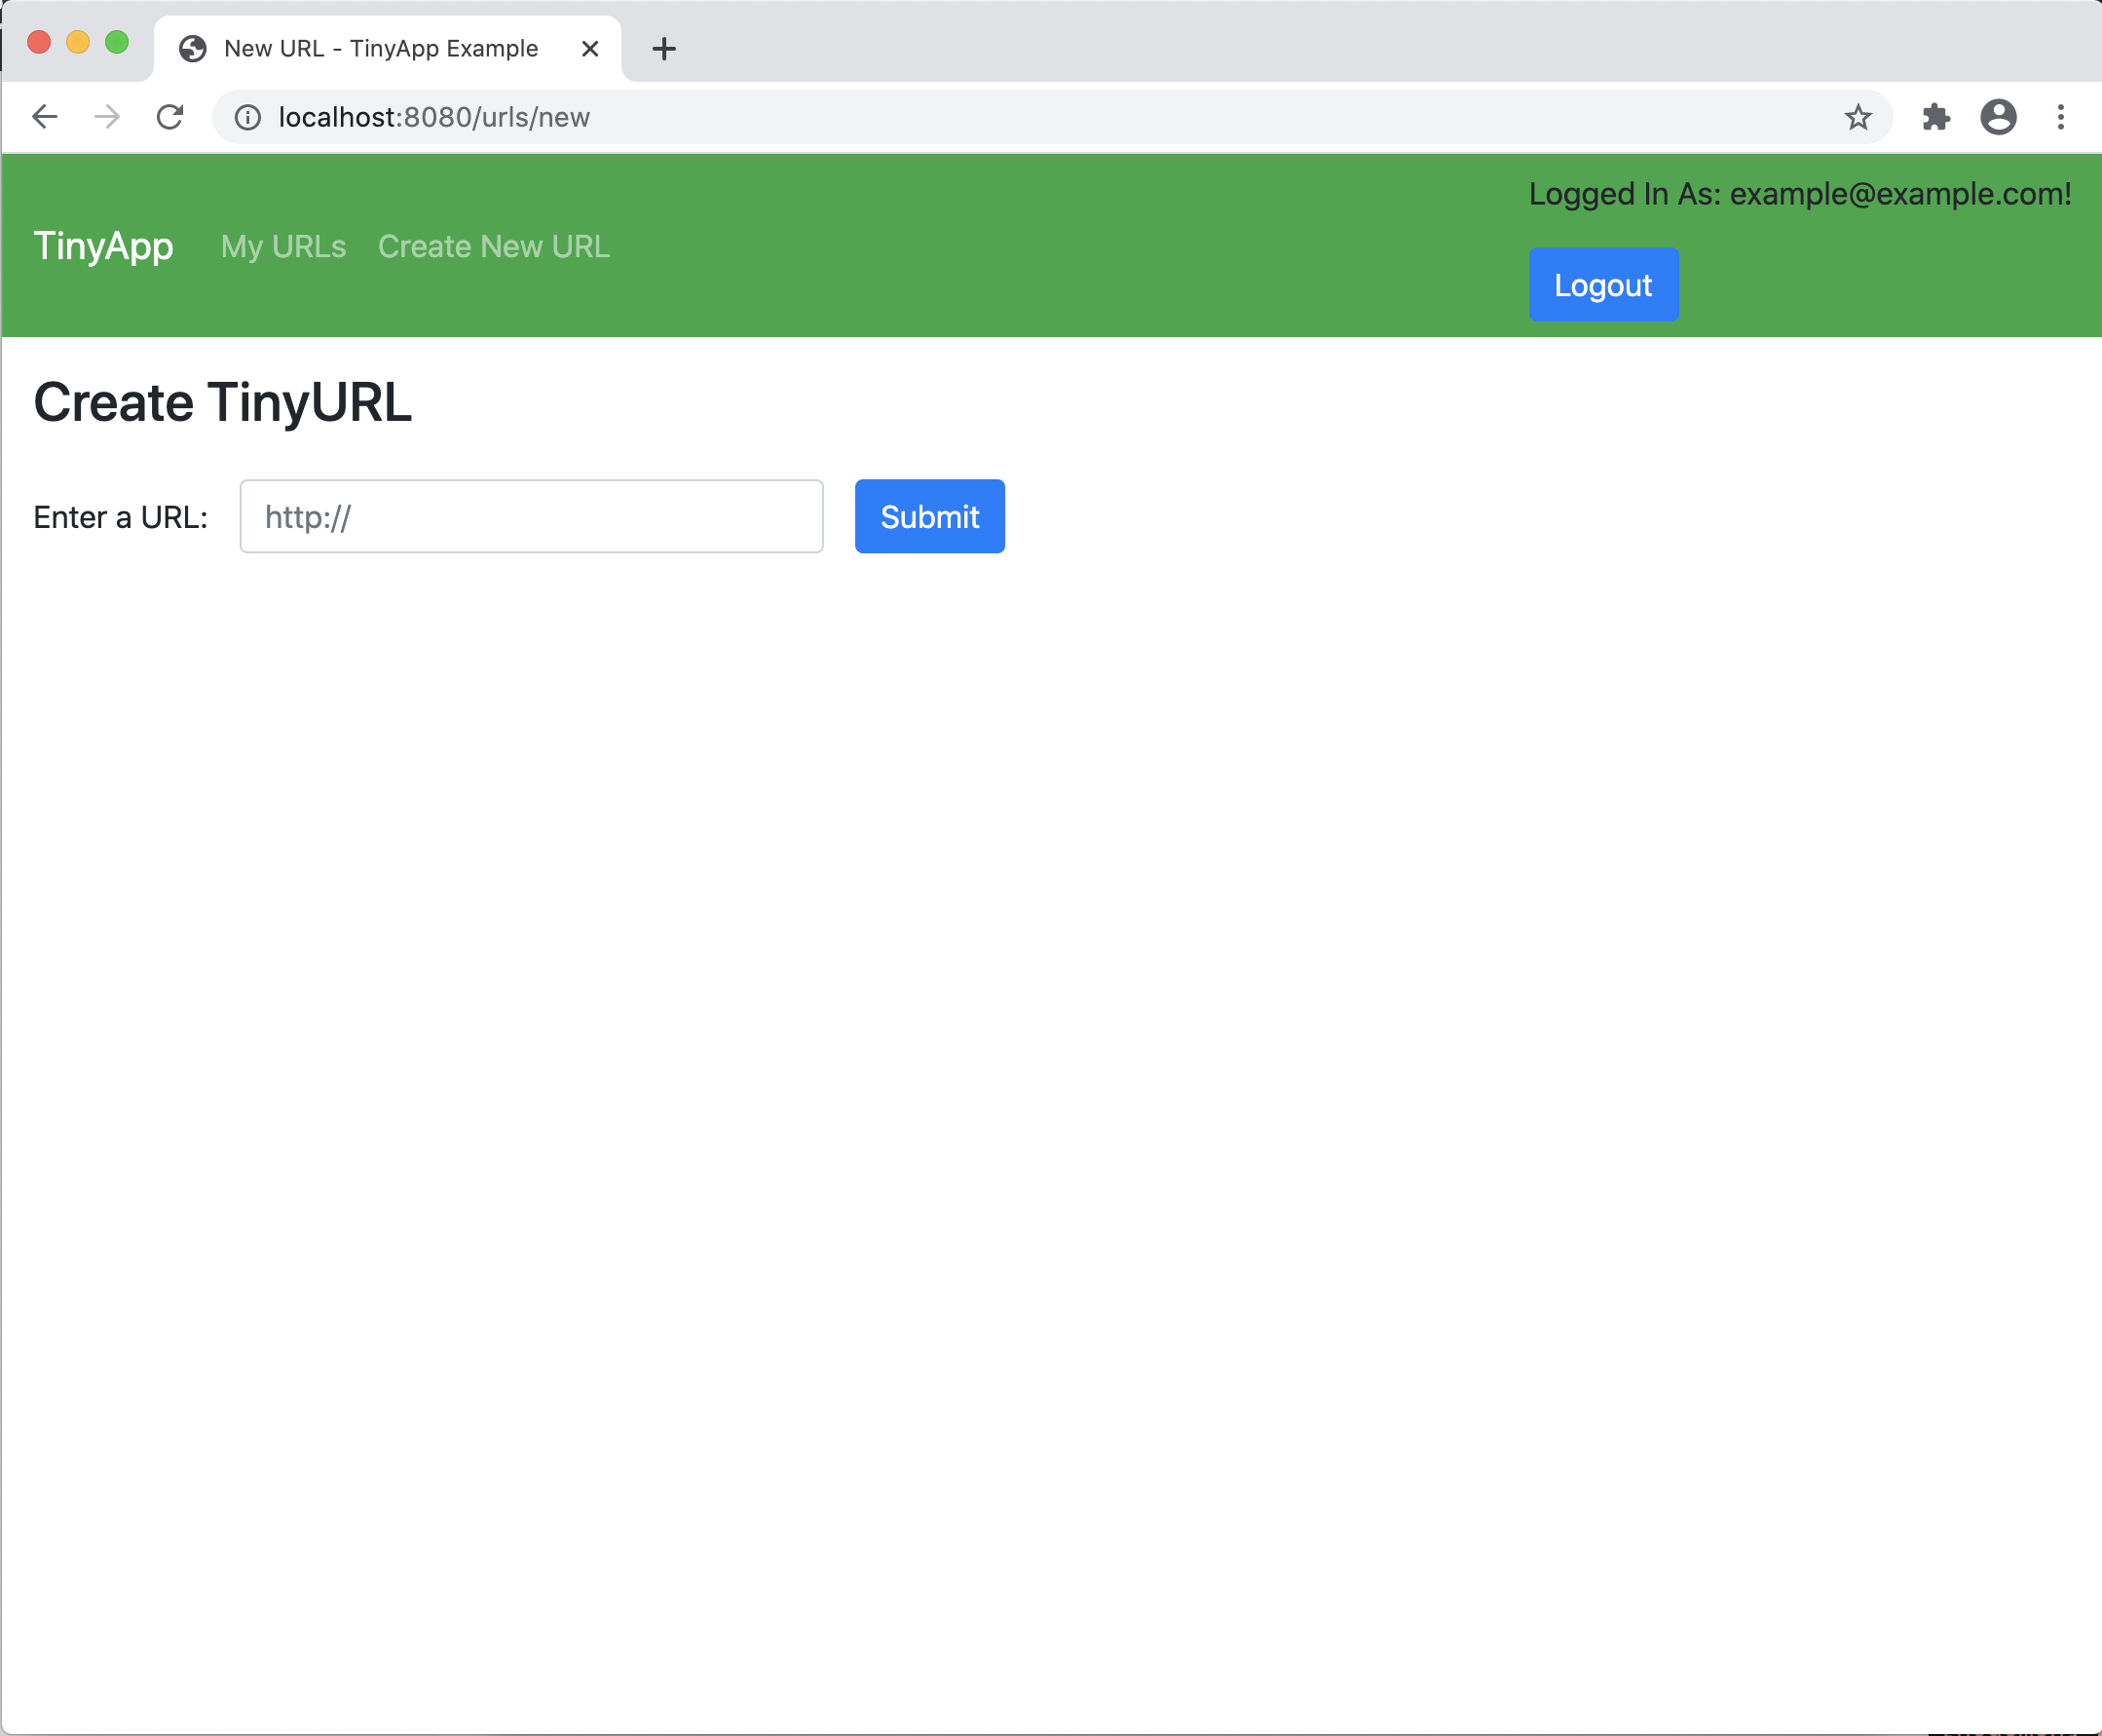 New URL - TinyApp Example
localhost:8080/urls/new
Logged In As: example@example.com!
TinyApp My URLs Create New URL
Logout
Create TinyURL
Enter a URL: http:// Submit